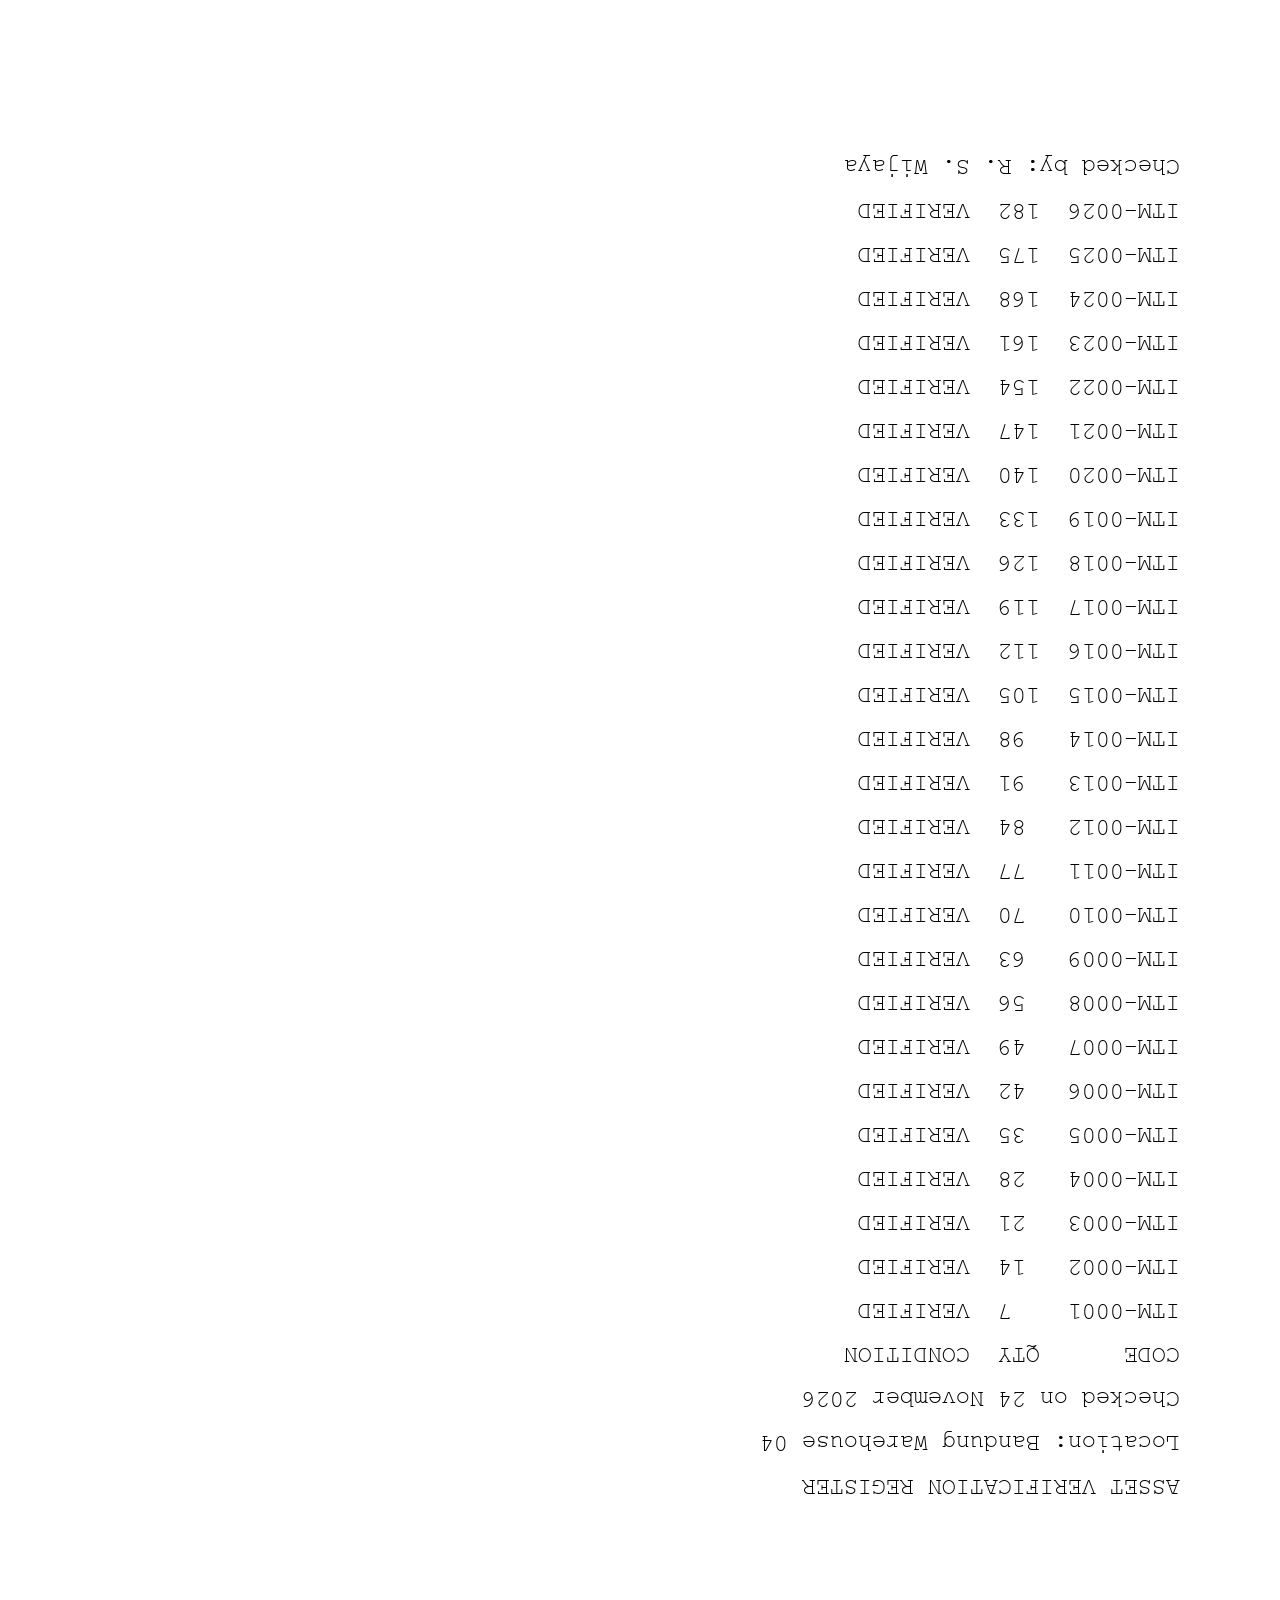 ASSET VERIFICATION REGISTER
Location: Bandung Warehouse 04
Checked on 24 November 2026
CODE      QTY  CONDITION
ITM-0001    7  VERIFIED
ITM-0002   14  VERIFIED
ITM-0003   21  VERIFIED
ITM-0004   28  VERIFIED
ITM-0005   35  VERIFIED
ITM-0006   42  VERIFIED
ITM-0007   49  VERIFIED
ITM-0008   56  VERIFIED
ITM-0009   63  VERIFIED
ITM-0010   70  VERIFIED
ITM-0011   77  VERIFIED
ITM-0012   84  VERIFIED
ITM-0013   91  VERIFIED
ITM-0014   98  VERIFIED
ITM-0015  105  VERIFIED
ITM-0016  112  VERIFIED
ITM-0017  119  VERIFIED
ITM-0018  126  VERIFIED
ITM-0019  133  VERIFIED
ITM-0020  140  VERIFIED
ITM-0021  147  VERIFIED
ITM-0022  154  VERIFIED
ITM-0023  161  VERIFIED
ITM-0024  168  VERIFIED
ITM-0025  175  VERIFIED
ITM-0026  182  VERIFIED
Checked by: R. S. Wijaya